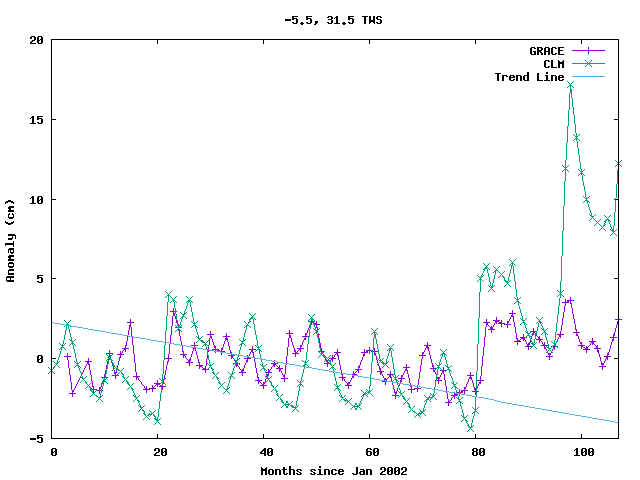 -5.5, 31.5 TWS
GRACE
CLM
Trend Line
20
15
10
5
0
-5
Anomaly (cm)
0 20 40 60 80 100
Months since Jan 2002